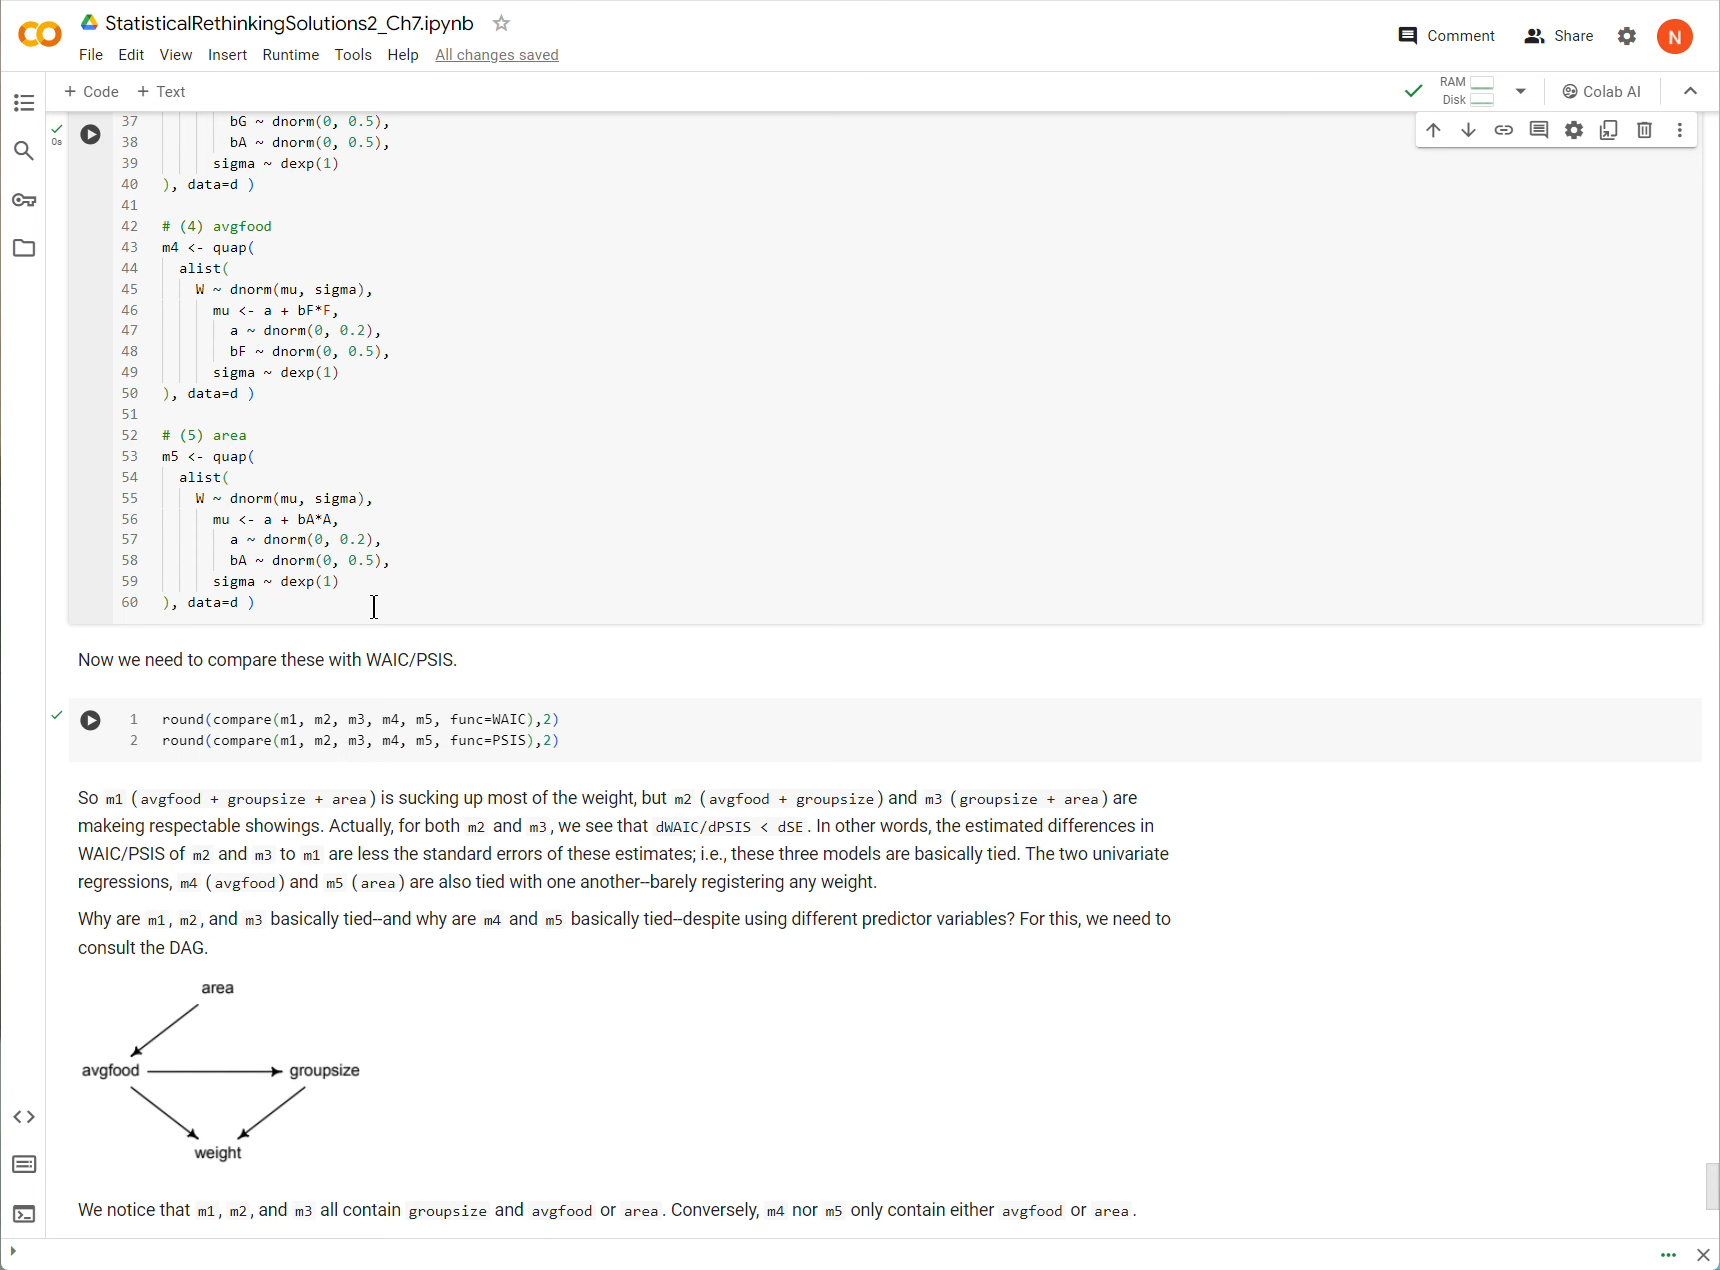 StatisticalRethinkingSolutions2_Ch7.ipynb
Comment Share N
File Edit View Insert Runtime Tools Help All changes saved
+ Code + Text
RAM
Disk
Colab AI
0s
37 bG ~ dnorm(0, 0.5),
38 bA ~ dnorm(0, 0.5),
39 sigma ~ dexp(1)
40 ), data=d )
41
42 # (4) avgfood
43 m4 <- quap(
44 alist(
45 W ~ dnorm(mu, sigma),
46 mu <- a + bF*F,
47 a ~ dnorm(0, 0.2),
48 bF ~ dnorm(0, 0.5),
49 sigma ~ dexp(1)
50 ), data=d )
51
52 # (5) area
53 m5 <- quap(
54 alist(
55 W ~ dnorm(mu, sigma),
56 mu <- a + bA*A,
57 a ~ dnorm(0, 0.2),
58 bA ~ dnorm(0, 0.5),
59 sigma ~ dexp(1)
60 ), data=d )
Now we need to compare these with WAIC/PSIS.
1 round(compare(m1, m2, m3, m4, m5, func=WAIC),2)
2 round(compare(m1, m2, m3, m4, m5, func=PSIS),2)
So m1 (avgfood + groupsize + area) is sucking up most of the weight, but m2 (avgfood + groupsize) and m3 (groupsize + area) are
makeing respectable showings. Actually, for both m2 and m3, we see that dWAIC/dPSIS < dSE. In other words, the estimated differences in
WAIC/PSIS of m2 and m3 to m1 are less the standard errors of these estimates; i.e., these three models are basically tied. The two univariate
regressions, m4 (avgfood) and m5 (area) are also tied with one another--barely registering any weight.
Why are m1, m2, and m3 basically tied--and why are m4 and m5 basically tied--despite using different predictor variables? For this, we need to
consult the DAG.
area
avgfood groupsize
weight
We notice that m1, m2, and m3 all contain groupsize and avgfood or area. Conversely, m4 nor m5 only contain either avgfood or area.